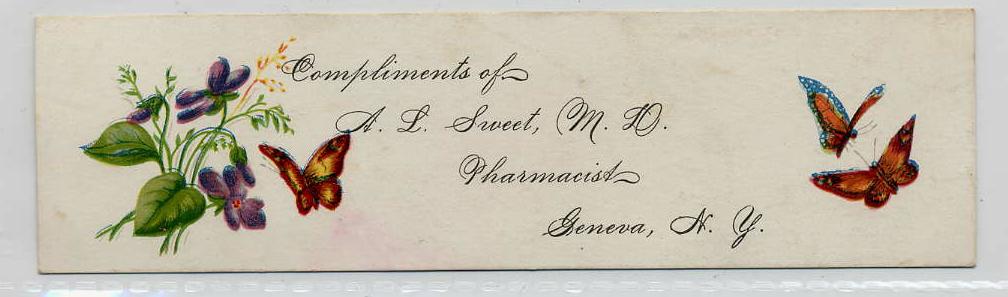 Compliments of
A. L. Sweet, M. D.
Pharmacist
Geneva, N. Y.